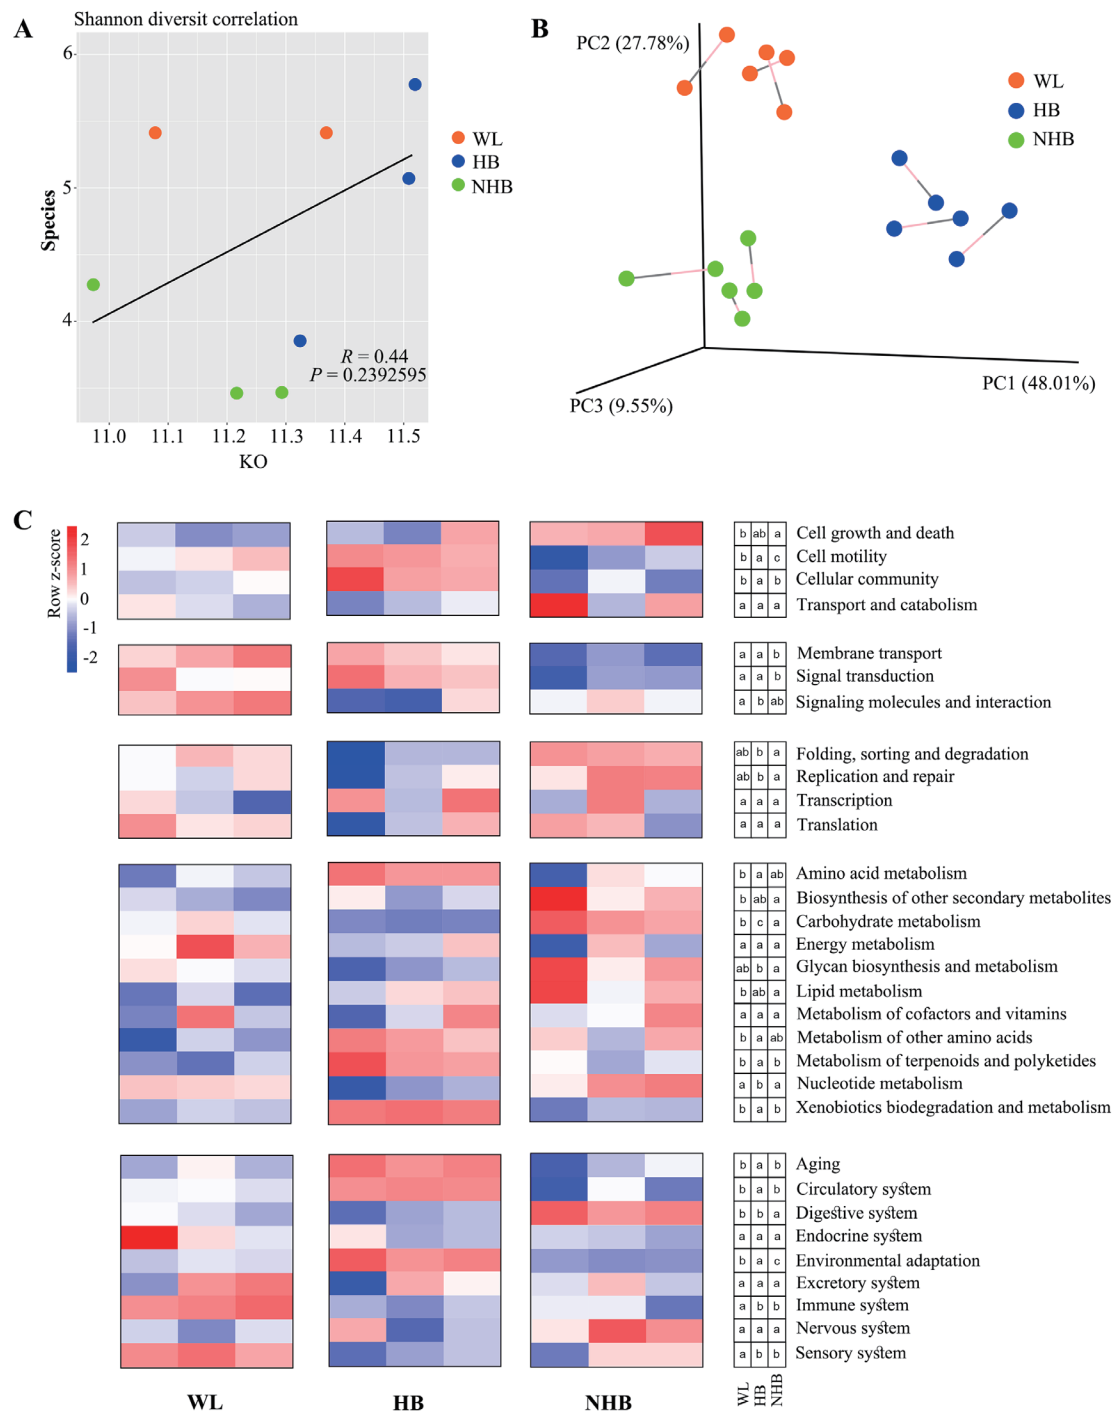 A
Shannon diversit correlation
6
5
4
Species
R = 0.44
P = 0.2392595
11.0 11.1 11.2 11.3 11.4 11.5
KO
WL
HB
NHB
B
PC2 (27.78%)
PC1 (48.01%)
PC3 (9.55%)
WL
HB
NHB
C
Row z-score
2
1
0
-1
-2
b ab a Cell growth and death
b a c Cell motility
b a b Cellular community
a a a Transport and catabolism
a a b Membrane transport
a a b Signal transduction
a b ab Signaling molecules and interaction
ab b a Folding, sorting and degradation
ab b a Replication and repair
a a a Transcription
a a a Translation
b a ab Amino acid metabolism
b ab a Biosynthesis of other secondary metabolites
b c a Carbohydrate metabolism
a a a Energy metabolism
ab b a Glycan biosynthesis and metabolism
b ab a Lipid metabolism
a a a Metabolism of cofactors and vitamins
b a ab Metabolism of other amino acids
b a b Metabolism of terpenoids and polyketides
a b a Nucleotide metabolism
b a b Xenobiotics biodegradation and metabolism
b a b Aging
b a b Circulatory system
b b a Digestive system
a a a Endocrine system
b a c Environmental adaptation
a a a Excretory system
a b b Immune system
a a a Nervous system
a b b Sensory system
WL HB NHB
WL HB NHB